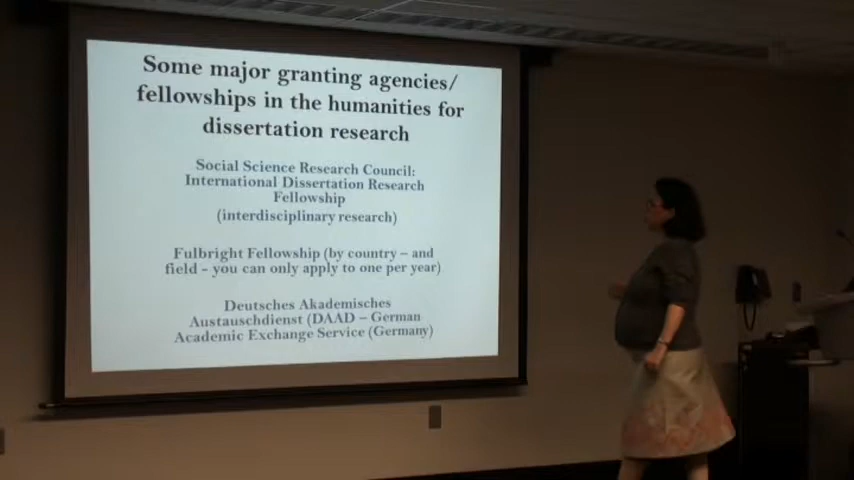 Some major granting agencies/
fellowships in the humanities for
dissertation research
Social Science Research Council:
International Dissertation Research
Fellowship
(interdisciplinary research)
Fulbright Fellowship (by country – and
field - you can only apply to one per year)
Deutsches Akademisches
Austauschdienst (DAAD – German
Academic Exchange Service (Germany)